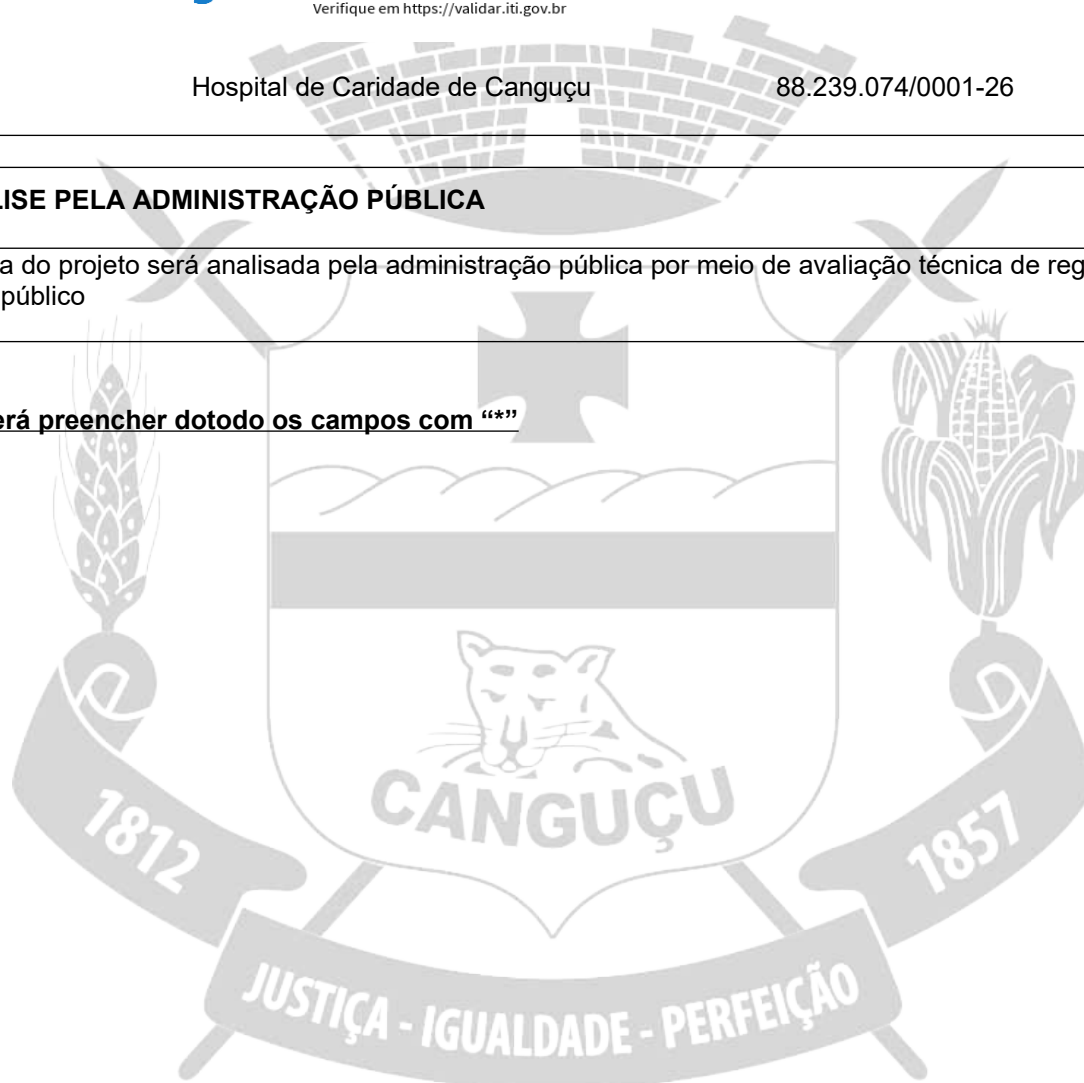 Verifique em https://validar.iti.gov.br
Hospital de Caridade de Canguçu 88.239.074/0001-26
LISE PELA ADMINISTRAÇÃO PÚBLICA
a do projeto será analisada pela administração pública por meio de avaliação técnica de reg
público
erá preencher dotodo os campos com “*”
CANGUÇU
1812
1857
JUSTIÇA - IGUALDADE - PERFEIÇÃO